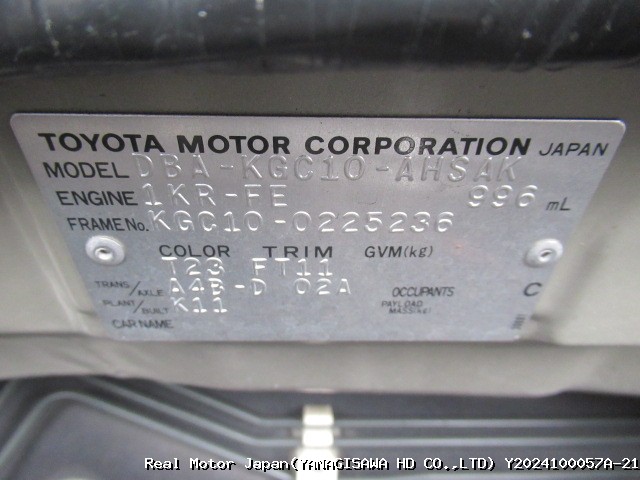 TOYOTA MOTOR CORPORATION JAPAN
MODEL DBA-KGC10-AHSAK
ENGINE 1KR-FE 996 mL
FRAME No. KGC10-0225236
COLOR TRIM GVM(kg)
T23 FT11
TRANS/AXLE A4B-D 02A OCCUPANTS C
PLANT/BUILT K11 PAYLOAD MASS(kg)
CAR NAME
Real Motor Japan(YANAGISAWA HD CO.,LTD) Y2024100057A-21